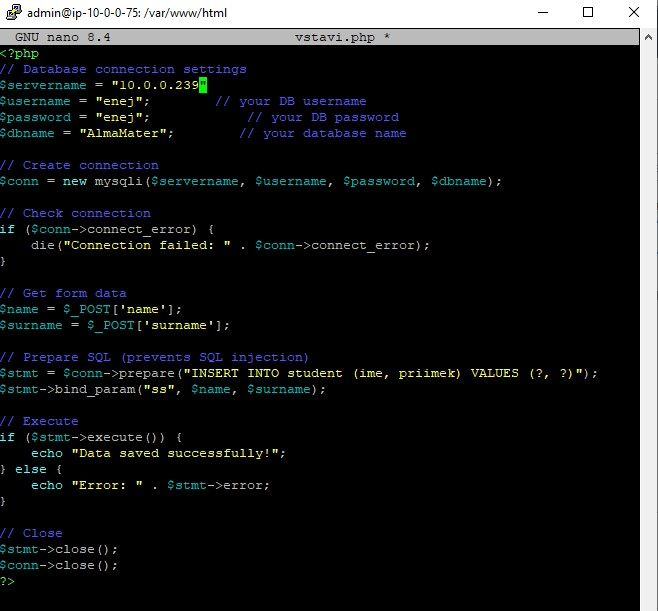 admin@ip-10-0-0-75: /var/www/html
GNU nano 8.4 vstavi.php *
<?php
// Database connection settings
$servername = "10.0.0.239"
$username = "enej";        // your DB username
$password = "enej";            // your DB password
$dbname = "AlmaMater";        // your database name
// Create connection
$conn = new mysqli($servername, $username, $password, $dbname);
// Check connection
if ($conn->connect_error) {
    die("Connection failed: " . $conn->connect_error);
}
// Get form data
$name = $_POST['name'];
$surname = $_POST['surname'];
// Prepare SQL (prevents SQL injection)
$stmt = $conn->prepare("INSERT INTO student (ime, priimek) VALUES (?, ?)");
$stmt->bind_param("ss", $name, $surname);
// Execute
if ($stmt->execute()) {
    echo "Data saved successfully!";
} else {
    echo "Error: " . $stmt->error;
}
// Close
$stmt->close();
$conn->close();
?>